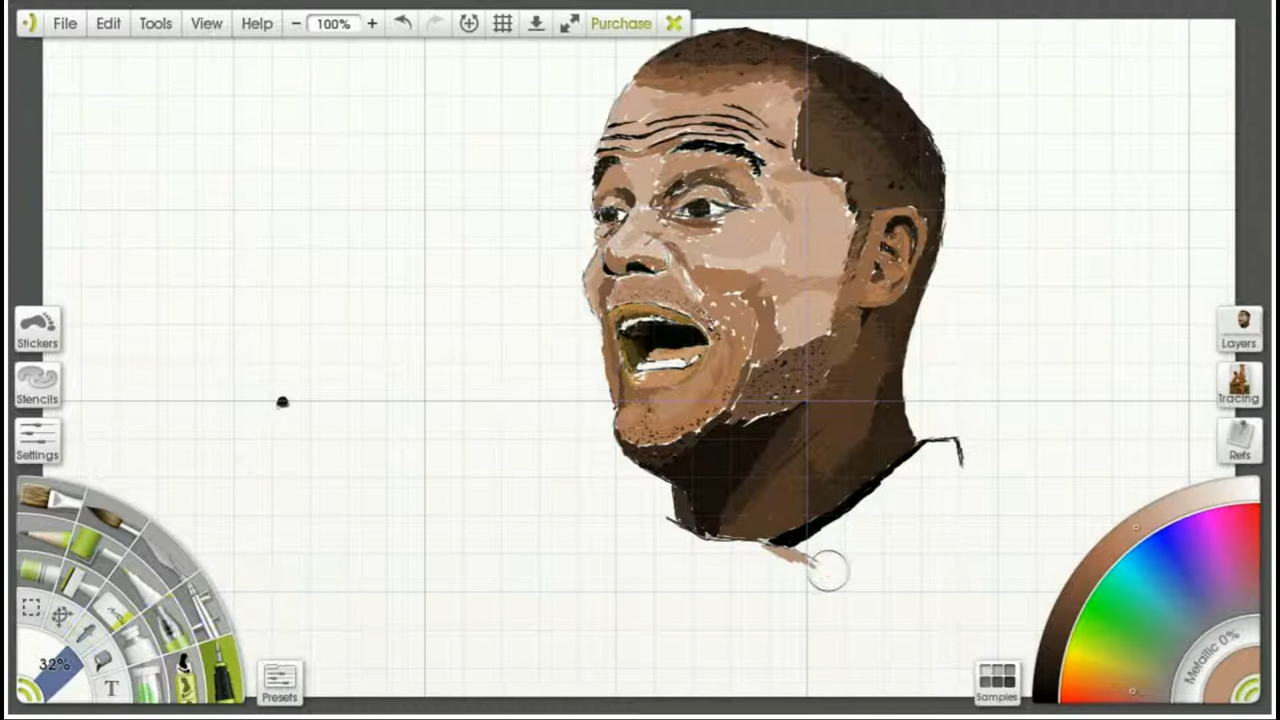 File Edit Tools View Help − 100% + Purchase
Stickers
Stencils
Settings
Layers
Tracing
Refs
32%
T
Presets
Samples
Metallic 0%